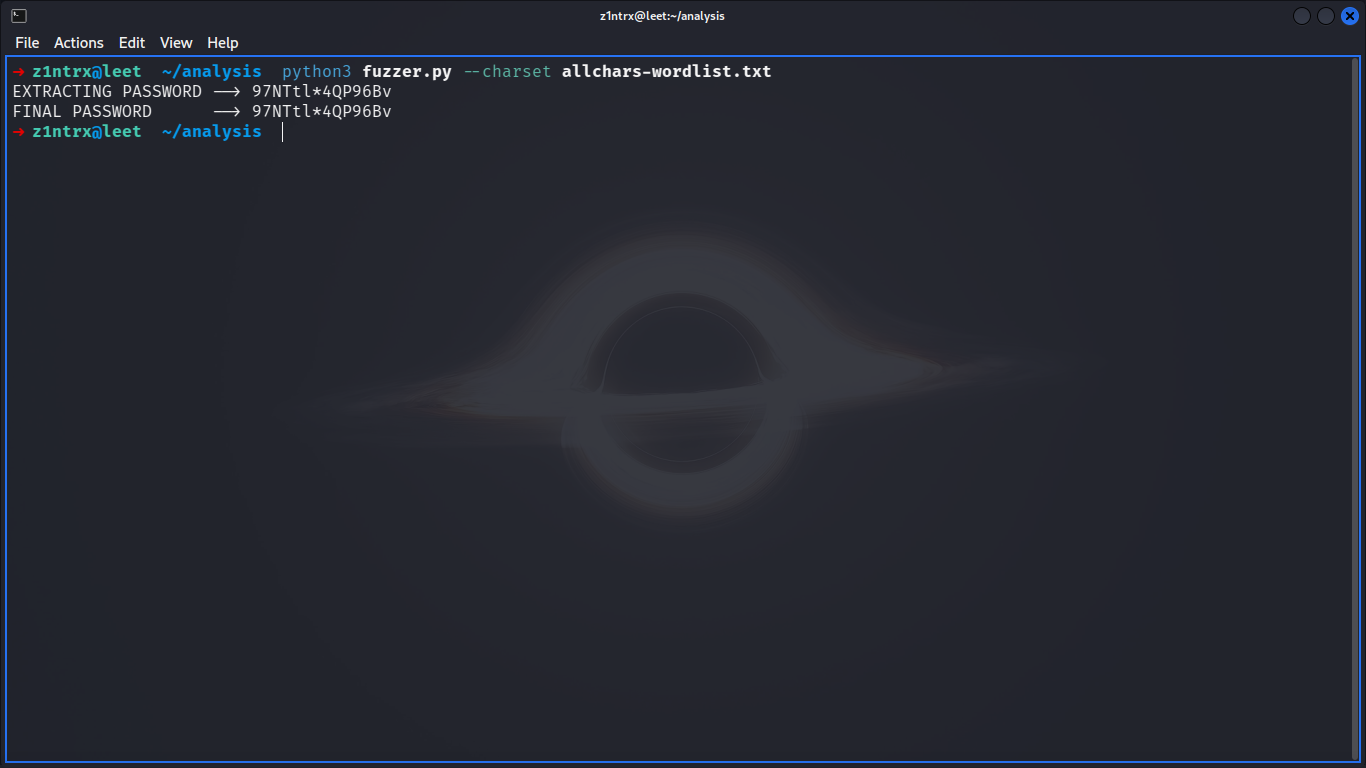 z1ntrx@leet:~/analysis
File Actions Edit View Help
→ z1ntrx@leet ~/analysis python3 fuzzer.py --charset allchars-wordlist.txt
EXTRACTING PASSWORD --> 97NTtl*4QP96Bv
FINAL PASSWORD --> 97NTtl*4QP96Bv
→ z1ntrx@leet ~/analysis